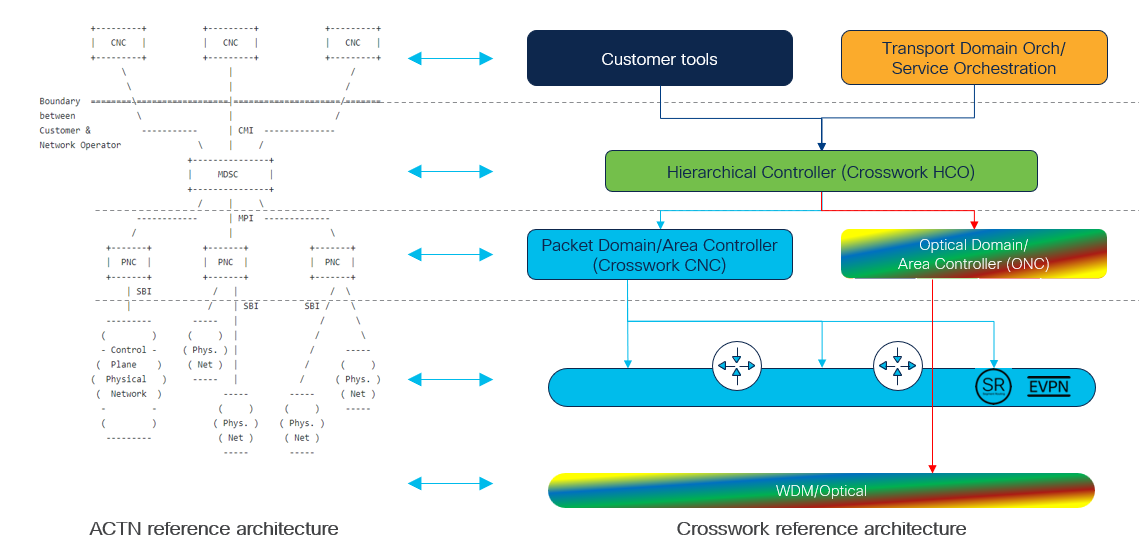 CNC CNC CNC
Customer tools
Transport Domain Orch/
Service Orchestration
Boundary
between
Customer & CMI
Network Operator
MDSC
Hierarchical Controller (Crosswork HCO)
MPI
PNC PNC PNC
Packet Domain/Area Controller
(Crosswork CNC)
Optical Domain/
Area Controller (ONC)
SBI
SBI SBI
Control
Plane
Physical
Network
( Phys. )
( Net )
( Phys. )
( Net )
( Phys. )
( Net )
( Phys. )
( Net )
SR
EVPN
WDM/Optical
ACTN reference architecture
Crosswork reference architecture